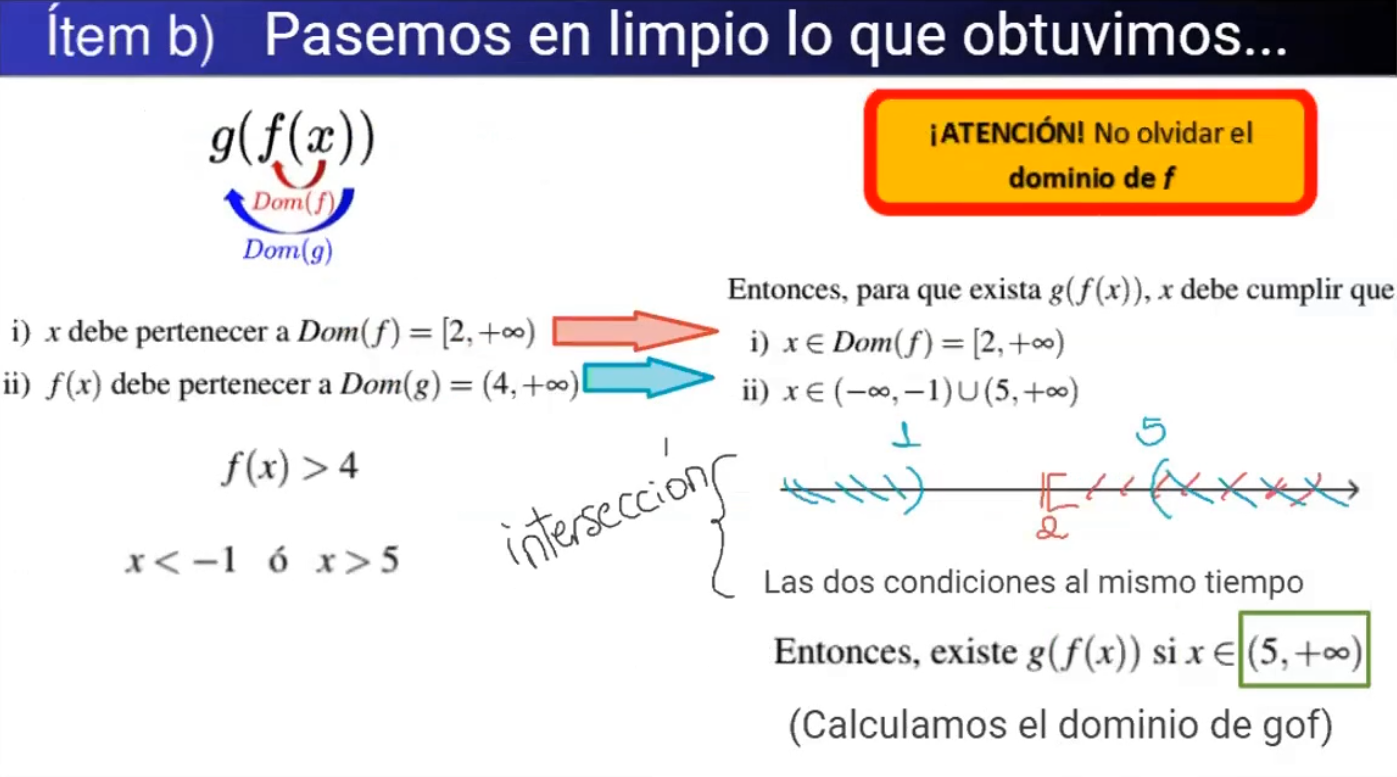 Ítem b) Pasemos en limpio lo que obtuvimos...
g(f(x))
Dom(f)
Dom(g)
¡ATENCIÓN! No olvidar el
dominio de f
i) x debe pertenecer a Dom(f) = [2,+∞)
ii) f(x) debe pertenecer a Dom(g) = (4,+∞)
f(x) > 4
x < −1 ó x > 5
Entonces, para que exista g(f(x)), x debe cumplir que
i) x ∈ Dom(f) = [2,+∞)
ii) x ∈ (−∞,−1)∪(5,+∞)
1 5
intersección
2
Las dos condiciones al mismo tiempo
Entonces, existe g(f(x)) si x ∈ (5,+∞)
(Calculamos el dominio de gof)